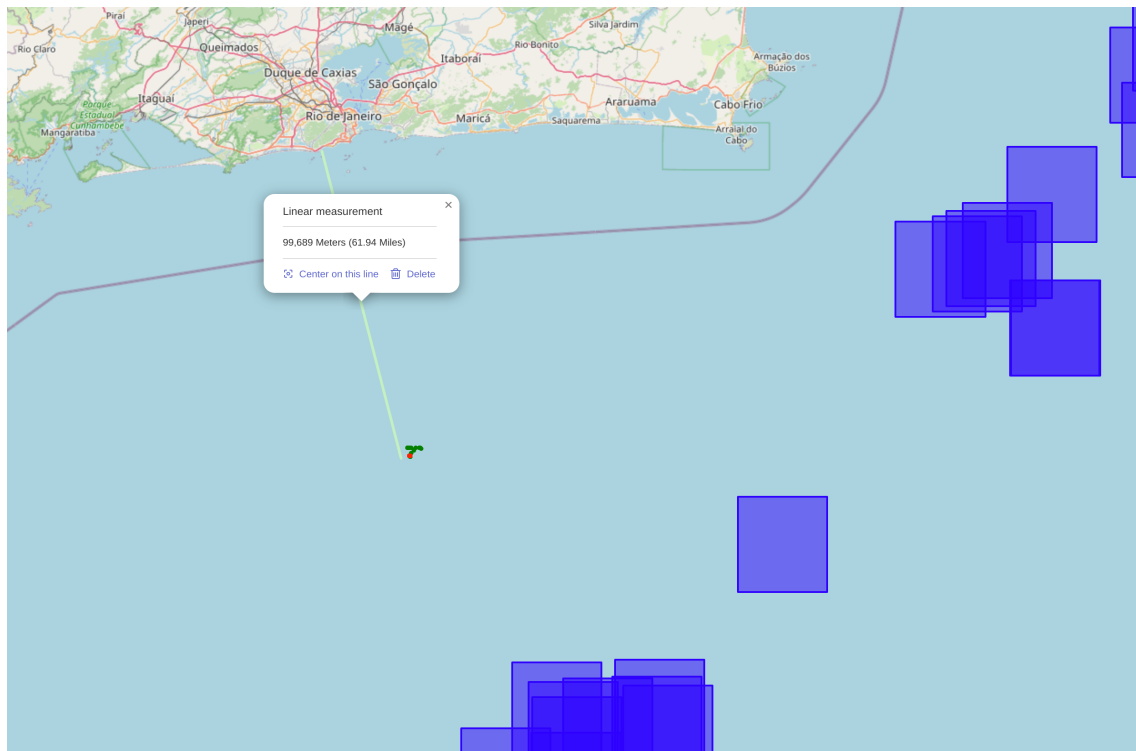 Piraí
Japeri
Magé
Silva Jardim
Rio Claro
Queimados
Rio Bonito
Itaboraí
Armação dos
Búzios
Duque de Caxias
São Gonçalo
Itaguaí
Parque
Estadual
Cunhambebe
Araruama
Cabo Frio
Rio de Janeiro
Maricá
Saquarema
Mangaratiba
Arraial do
Cabo
Linear measurement
×
99,689 Meters (61.94 Miles)
Center on this line Delete